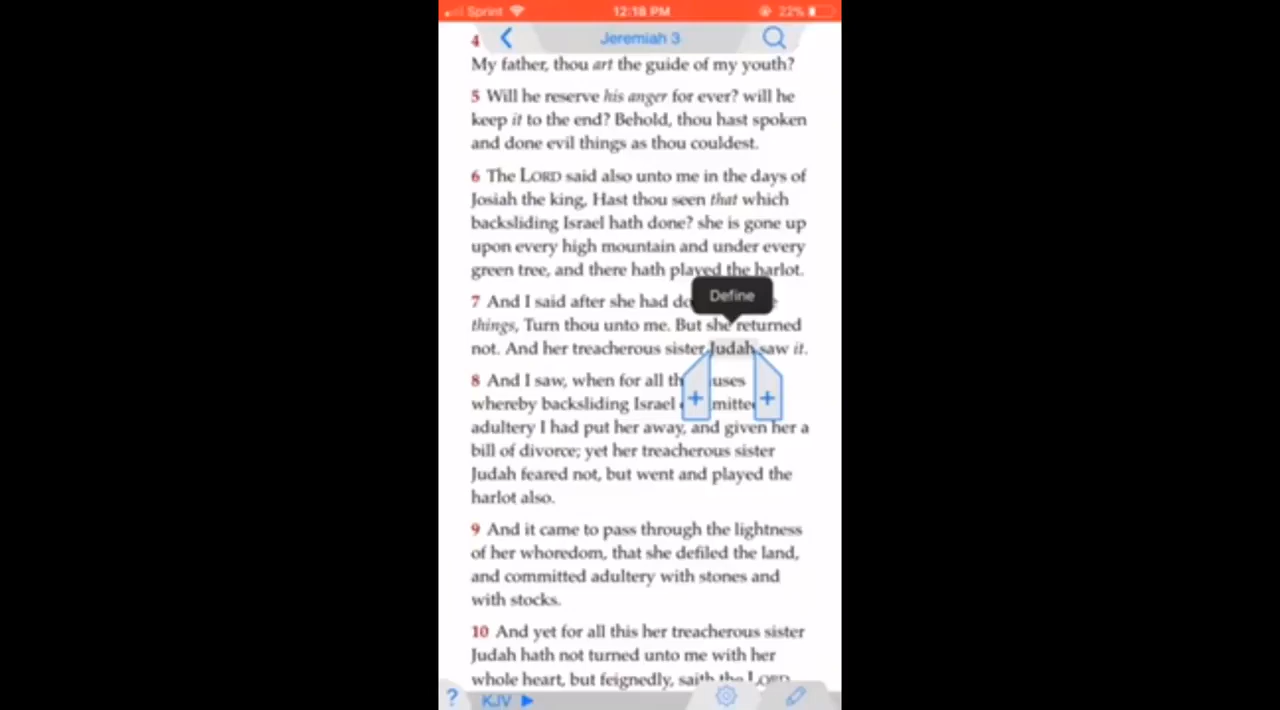 Sprint 12:18 PM 22%
Jeremiah 3
4
My father, thou art the guide of my youth?
5 Will he reserve his anger for ever? will he
keep it to the end? Behold, thou hast spoken
and done evil things as thou couldest.
6 The LORD said also unto me in the days of
Josiah the king, Hast thou seen that which
backsliding Israel hath done? she is gone up
upon every high mountain and under every
green tree, and there hath played the harlot.
Define
7 And I said after she had
things, Turn thou unto me. But she returned
not. And her treacherous sister Judah saw it.
8 And I saw, when for all
whereby backsliding Israel
adultery I had put her away, and given her a
bill of divorce; yet her treacherous sister
Judah feared not, but went and played the
harlot also.
9 And it came to pass through the lightness
of her whoredom, that she defiled the land,
and committed adultery with stones and
with stocks.
10 And yet for all this her treacherous sister
Judah hath not turned unto me with her
whole heart, but feignedly, saith the LORD
? KJV